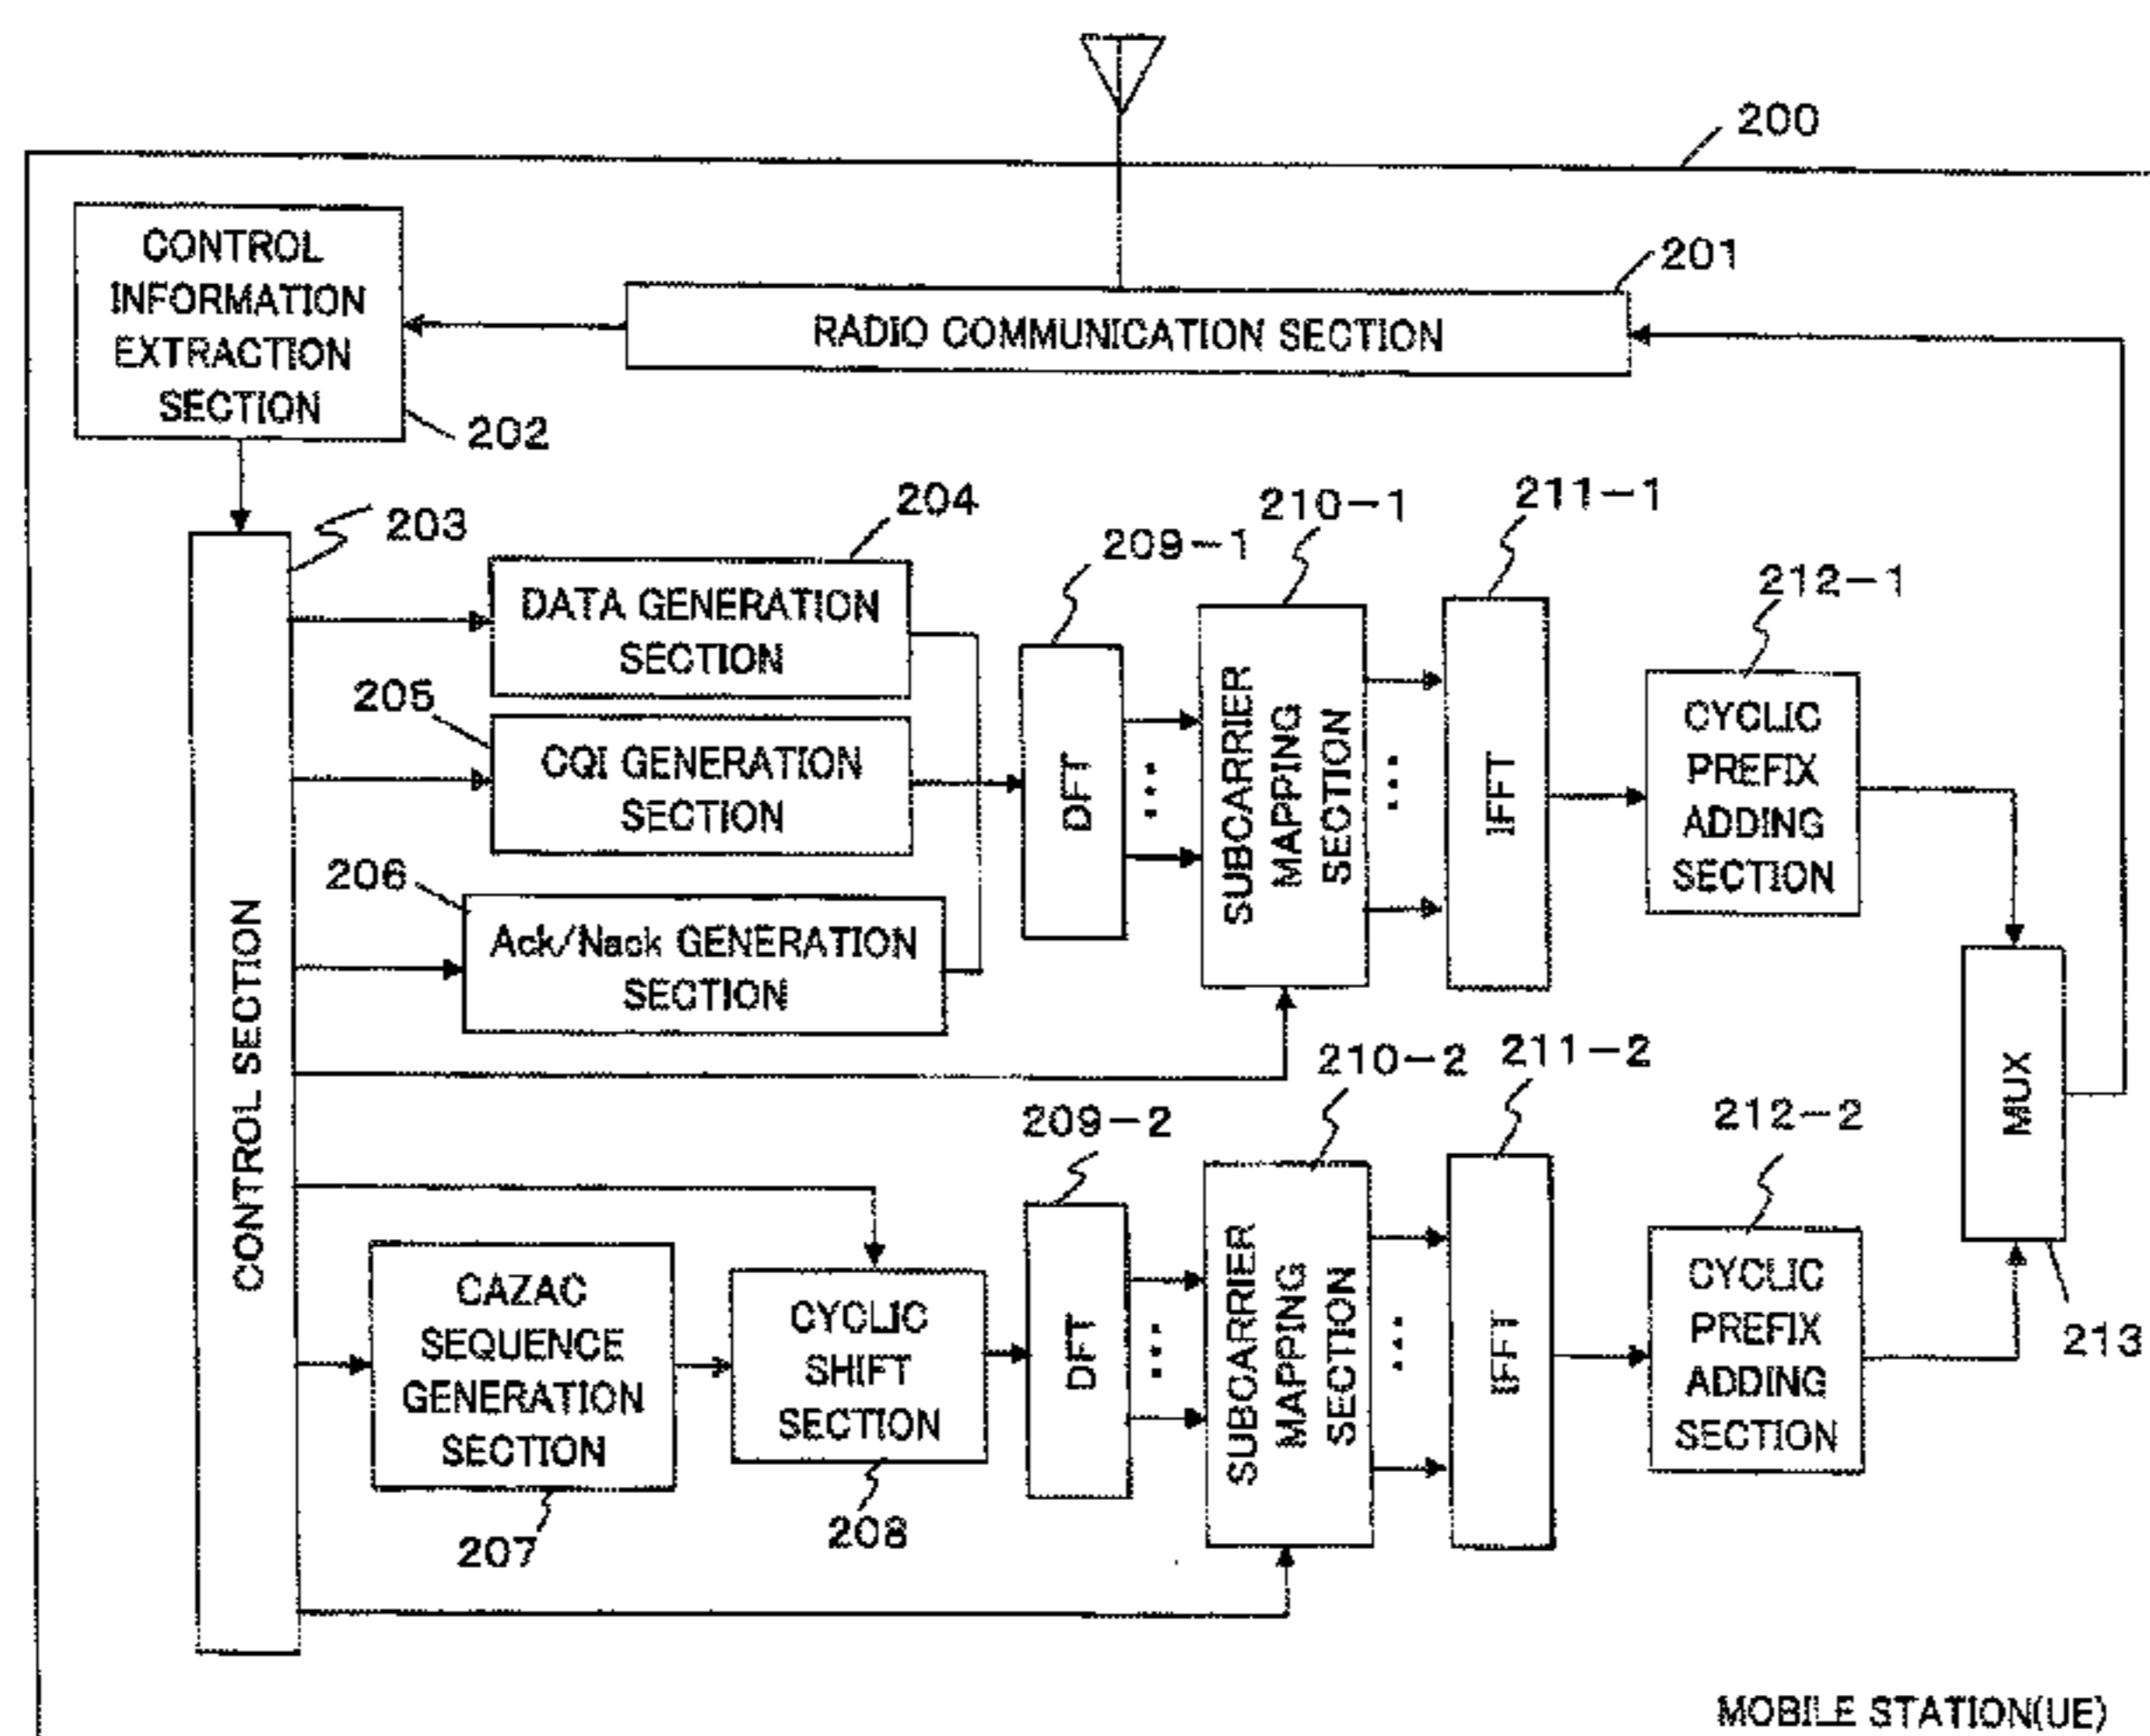 200
CONTROL
INFORMATION
EXTRACTION
SECTION
202
RADIO COMMUNICATION SECTION
201
203
CONTROL SECTION
204
DATA GENERATION
SECTION
205
CQI GENERATION
SECTION
206
Ack/Nack GENERATION
SECTION
209-1
DFT
210-1
SUBCARRIER
MAPPING
SECTION
211-1
IFFT
212-1
CYCLIC
PREFIX
ADDING
SECTION
MUX
213
CAZAC
SEQUENCE
GENERATION
SECTION
207
CYCLIC
SHIFT
SECTION
208
209-2
DFT
210-2
SUBCARRIER
MAPPING
SECTION
211-2
IFFT
212-2
CYCLIC
PREFIX
ADDING
SECTION
MOBILE STATION(UE)